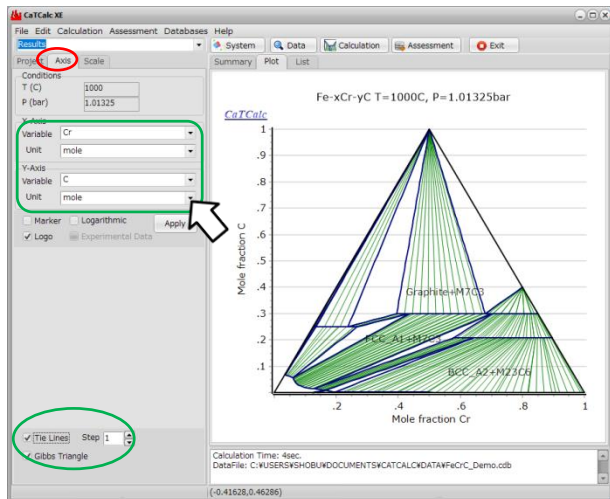 CaTCalc XE
File Edit Calculation Assessment Databases Help
Results
System Data Calculation Assessment Exit
Project Axis Scale
Summary Plot List
Conditions
T (C) 1000
P (bar) 1.01325
X-Axis
Variable Cr
Unit mole
Y-Axis
Variable C
Unit mole
Marker Logarithmic
Apply
Logo Experimental Data
Tie Lines Step 1
Gibbs Triangle
Fe-xCr-yC T=1000C, P=1.01325bar
CaTCalc
1
.9
.8
.7
.6
.5
.4
.3
.2
.1
Mole fraction C
Graphite+M7C3
FCC_A1+M7C3
BCC_A2+M23C6
.2 .4 .6 .8 1
Mole fraction Cr
Calculation Time: 4sec.
DataFile: C:¥USERS¥SHOBU¥DOCUMENTS¥CATCALC¥DATA¥FeCrC_Demo.cdb
(-0.41628,0.46286)